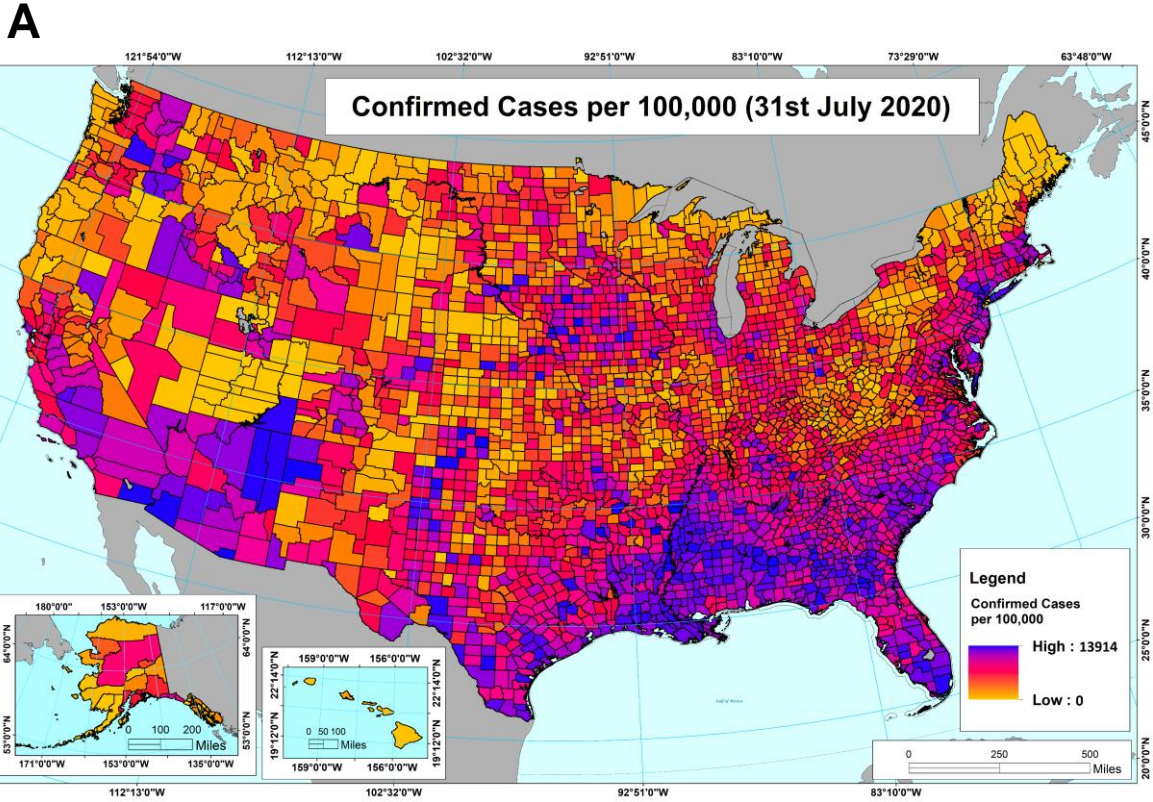 A
121°54'0"W 112°13'0"W 102°32'0"W 92°51'0"W 83°10'0"W 73°29'0"W 63°48'0"W
Confirmed Cases per 100,000 (31st July 2020)
45°0'0"N
40°0'0"N
35°0'0"N
30°0'0"N
25°0'0"N
20°0'0"N
Legend
Confirmed Cases
per 100,000
High : 13914
Low : 0
Gulf of Mexico
180°0'0" 153°0'0"W 117°0'0"W
64°0'0"N 64°0'0"N
53°0'0"N 53°0'0"N
0 100 200
Miles
171°0'0"W 153°0'0"W 135°0'0"W
159°0'0"W 156°0'0"W
22°14'0"N 22°14'0"N
19°12'0"N 19°12'0"N
0 50 100
Miles
159°0'0"W 156°0'0"W
0 250 500
Miles
112°13'0"W 102°32'0"W 92°51'0"W 83°10'0"W